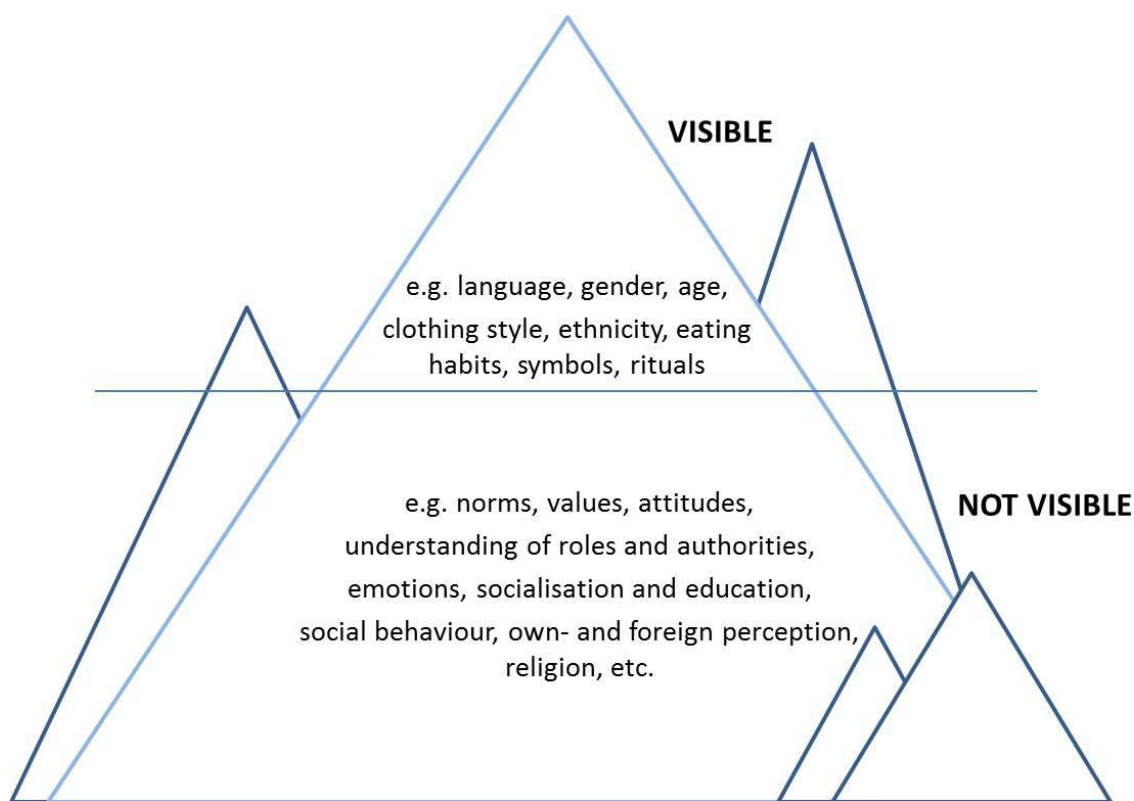 VISIBLE
e.g. language, gender, age,
clothing style, ethnicity, eating
habits, symbols, rituals
NOT VISIBLE
e.g. norms, values, attitudes,
understanding of roles and authorities,
emotions, socialisation and education,
social behaviour, own- and foreign perception,
religion, etc.